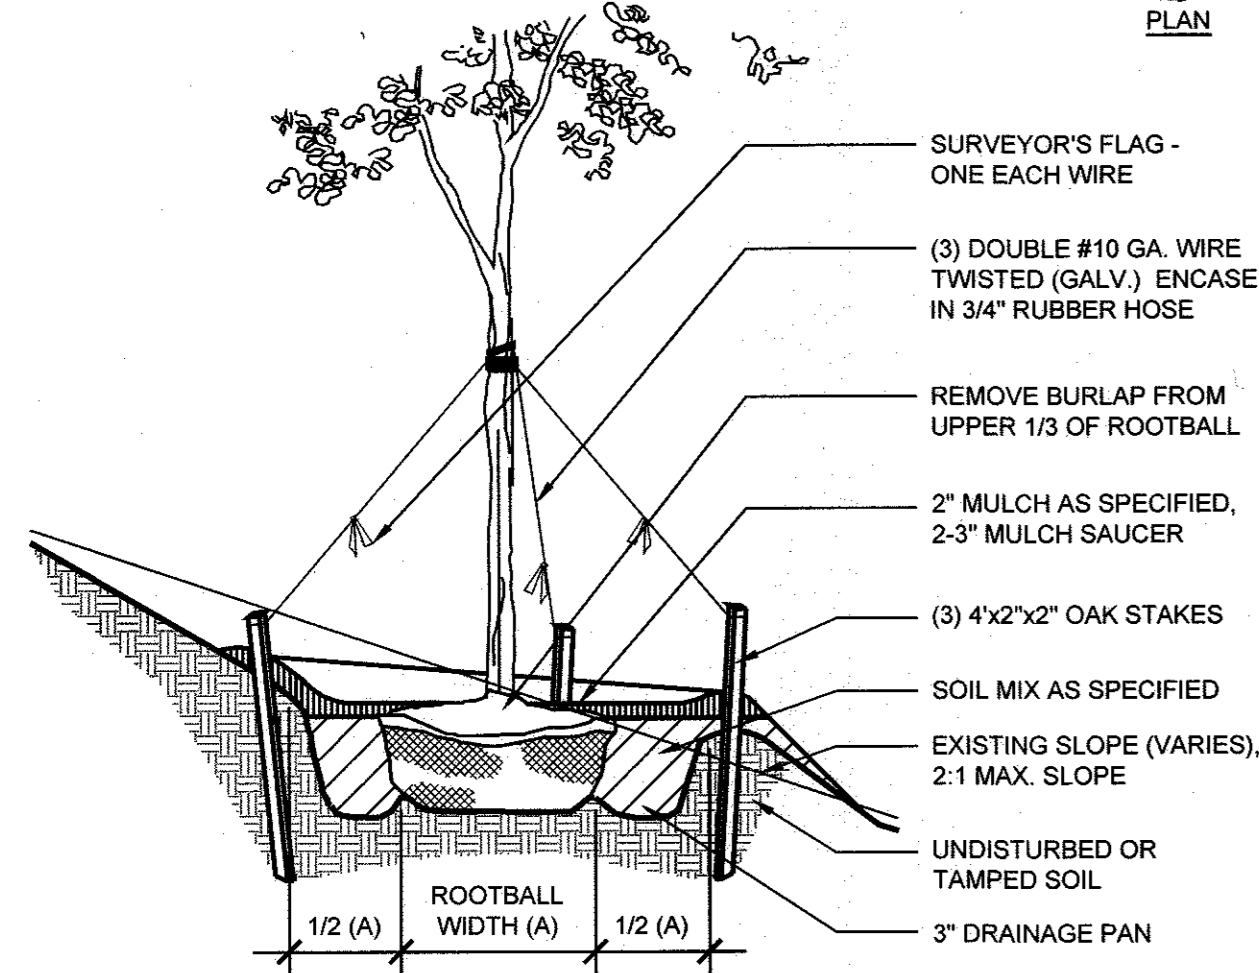 PLAN
SURVEYOR'S FLAG -
ONE EACH WIRE
(3) DOUBLE #10 GA. WIRE
TWISTED (GALV.) ENCASE
IN 3/4" RUBBER HOSE
REMOVE BURLAP FROM
UPPER 1/3 OF ROOTBALL
2" MULCH AS SPECIFIED,
2-3" MULCH SAUCER
(3) 4'x2"x2" OAK STAKES
SOIL MIX AS SPECIFIED
EXISTING SLOPE (VARIES),
2:1 MAX. SLOPE
UNDISTURBED OR
TAMPED SOIL
3" DRAINAGE PAN
1/2 (A)
ROOTBALL
WIDTH (A)
1/2 (A)